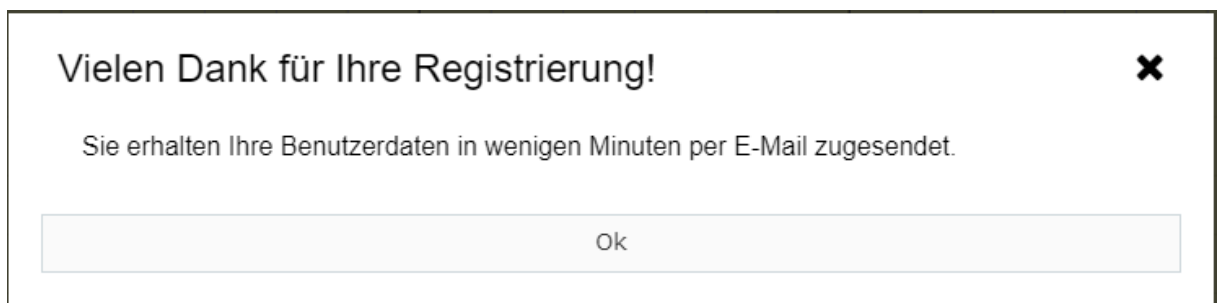 Vielen Dank für Ihre Registrierung!
Sie erhalten Ihre Benutzerdaten in wenigen Minuten per E-Mail zugesendet.
Ok